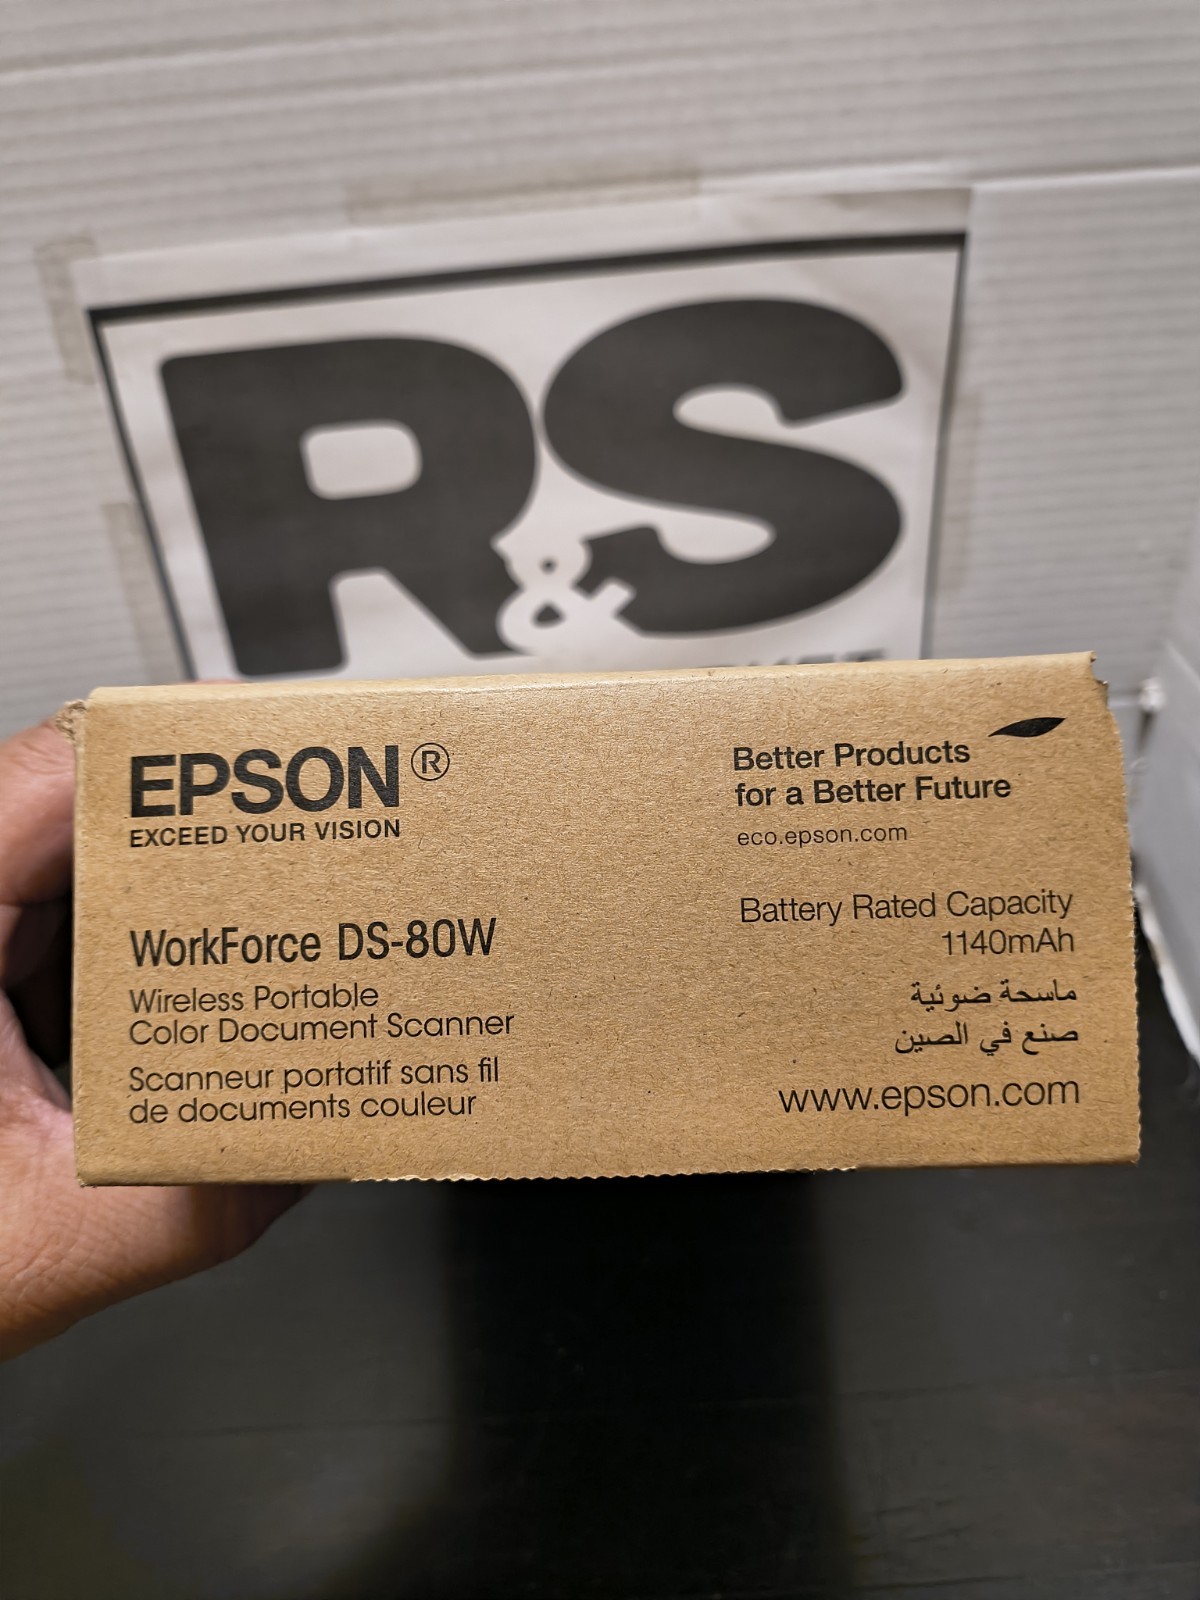 R&S
EPSON®
EXCEED YOUR VISION
WorkForce DS-80W
Wireless Portable
Color Document Scanner
Scanneur portatif sans fil
de documents couleur
Better Products
for a Better Future
eco.epson.com
Battery Rated Capacity
1140mAh
ماسحة ضوئية
صنع في الصين
www.epson.com